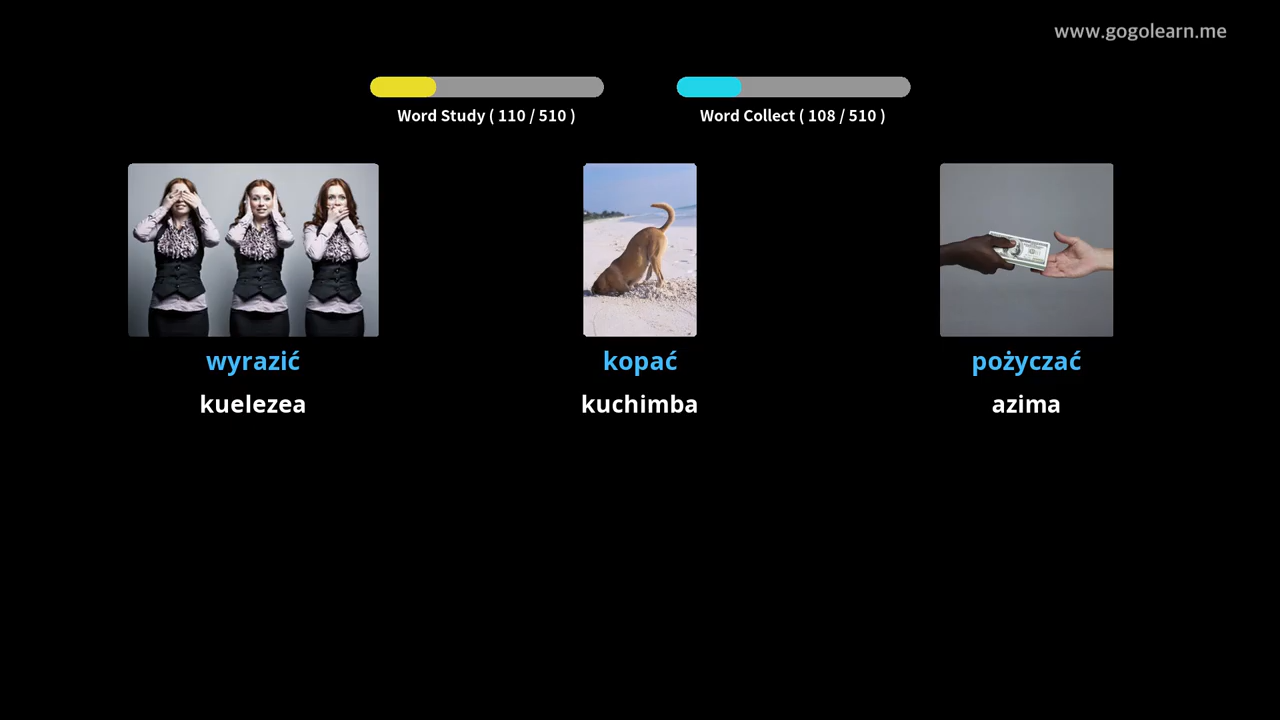 www.gogolearn.me
Word Study ( 110 / 510 )
Word Collect ( 108 / 510 )
wyrazić
kopać
pożyczać
kuelezea
kuchimba
azima